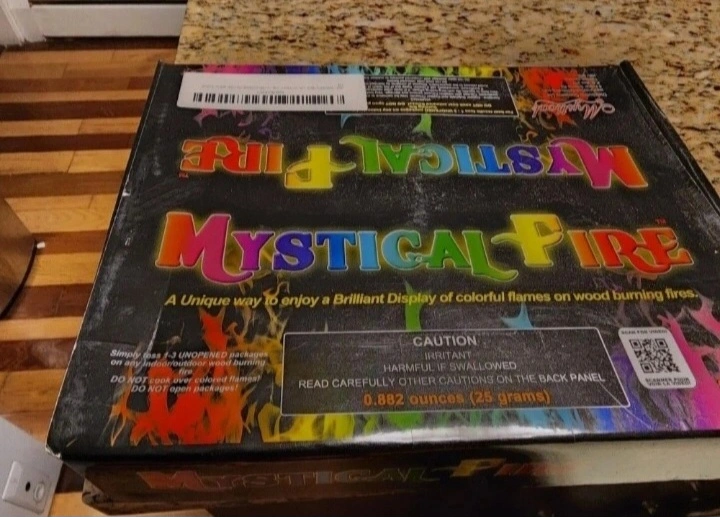 Mystical
MYSTICAL FIRE™
MYSTICAL FIRE™
A Unique way to enjoy a Brilliant Display of colorful flames on wood burning fires.
Simply toss 1-3 UNOPENED packages
on any indoor/outdoor wood burning
fire
DO NOT cook over colored flames!
DO NOT open packages!
CAUTION
IRRITANT
HARMFUL IF SWALLOWED
READ CAREFULLY OTHER CAUTIONS ON THE BACK PANEL
0.882 ounces (25 grams)
MYSTICAL FIRE